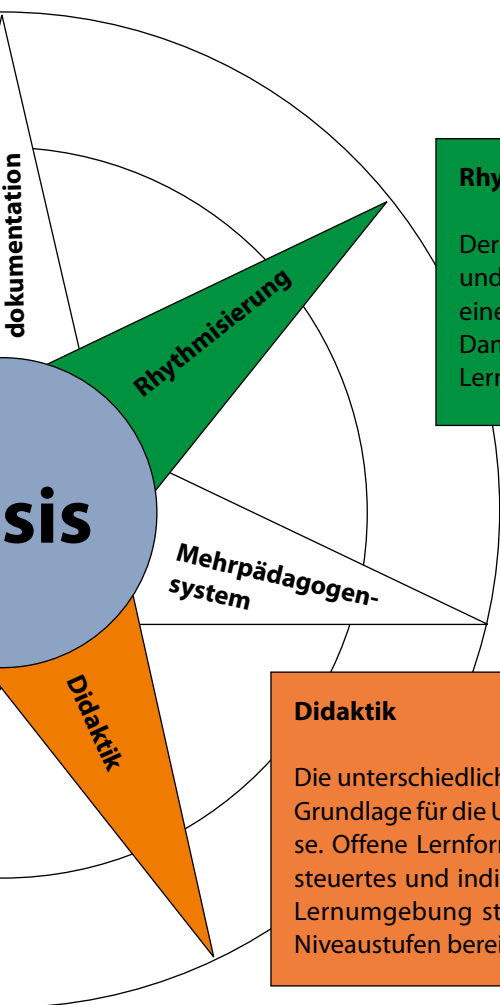 dokumentation
Rhythmisierung
sis
Mehrpädagogen-
system
Didaktik
Rhy
Der
und
eine
Dan
Lern
Didaktik
Die unterschiedlich
Grundlage für die U
se. Offene Lernforn
steuertes und indi
Lernumgebung st
Niveaustufen berei